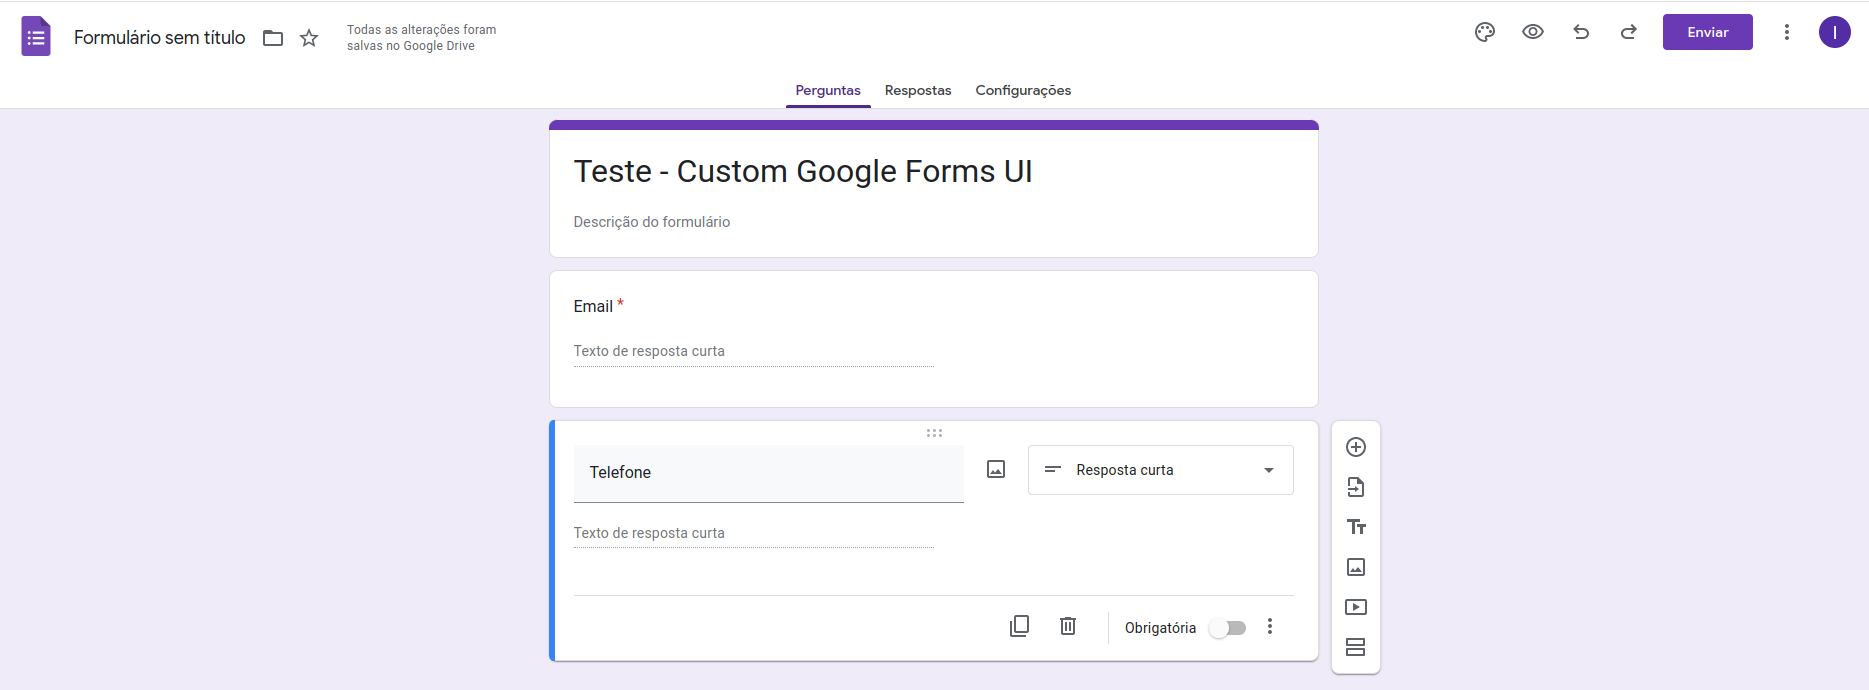 Formulário sem título
Todas as alterações foram
salvas no Google Drive
Enviar
I
Perguntas Respostas Configurações
Teste - Custom Google Forms UI
Descrição do formulário
Email *
Texto de resposta curta
Telefone
Resposta curta
Texto de resposta curta
Obrigatória